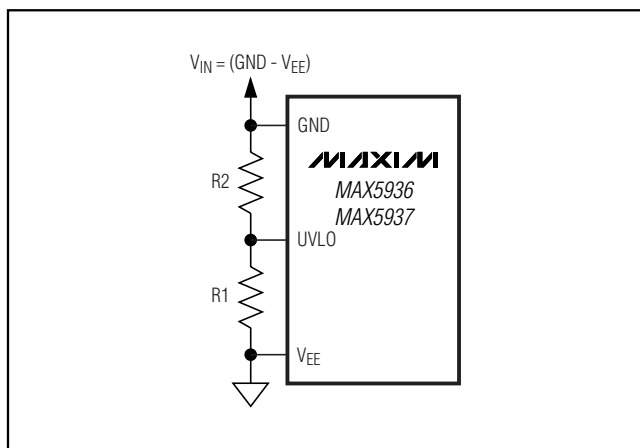 V_IN = (GND - V_EE)
GND
MAXIM
R2
MAX5936
MAX5937
UVLO
R1
V_EE